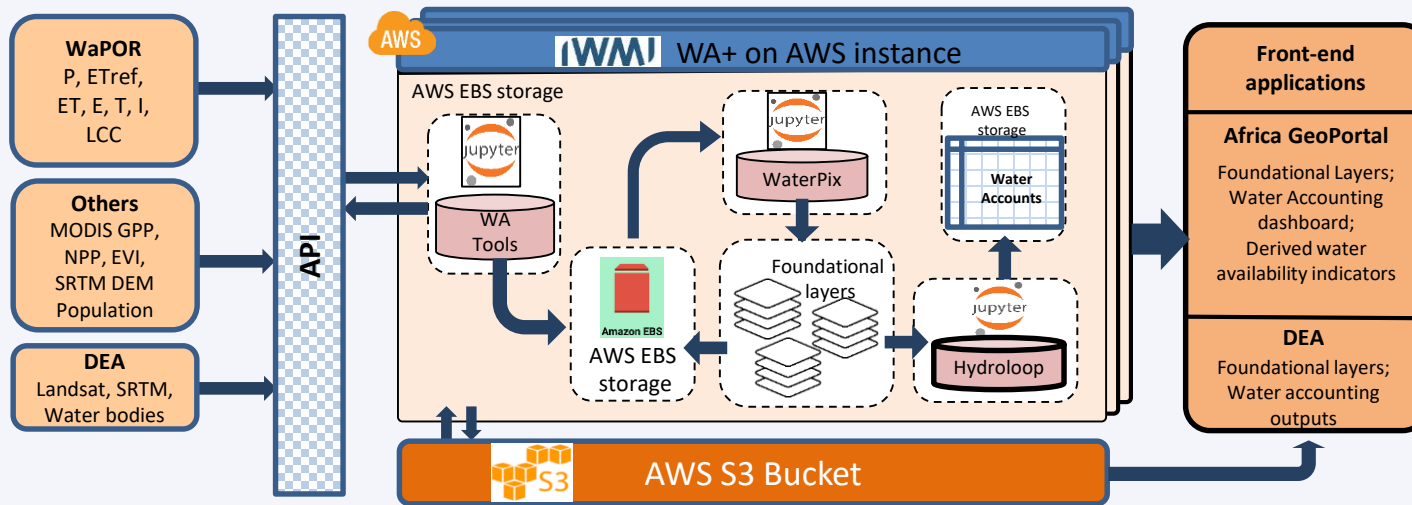 WaPOR
P, ETref,
ET, E, T, I,
LCC
Others
MODIS GPP,
NPP, EVI,
SRTM DEM
Population
DEA
Landsat, SRTM,
Water bodies
API
AWS
IWMI WA+ on AWS instance
AWS EBS storage
jupyter
WA
Tools
Amazon EBS
AWS EBS
storage
jupyter
WaterPix
Foundational
layers
AWS EBS
storage
Water
Accounts
jupyter
Hydroloop
S3 AWS S3 Bucket
Front-end
applications
Africa GeoPortal
Foundational Layers;
Water Accounting
dashboard;
Derived water
availability indicators
DEA
Foundational layers;
Water accounting
outputs